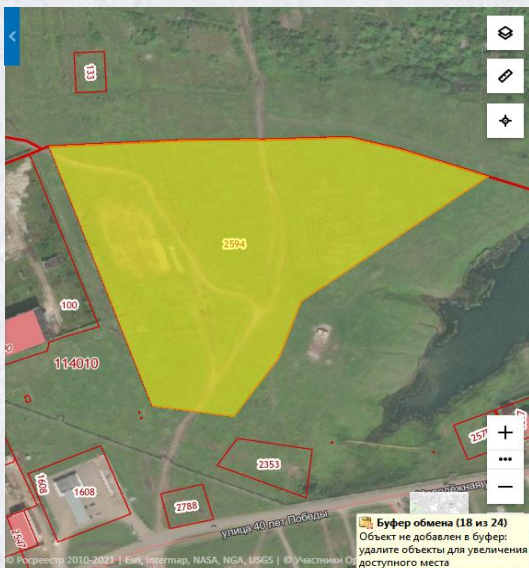 133
2594
100
114010
2353
1608
1608
2788
2547
улица 40 лет Победы
Буфер обмена (18 из 24)
Объект не добавлен в буфер:
удалите объекты для увеличения
доступного места
© Росреестр 2010-2021 | Esri, Intermap, NASA, NGA, USGS | © Участники